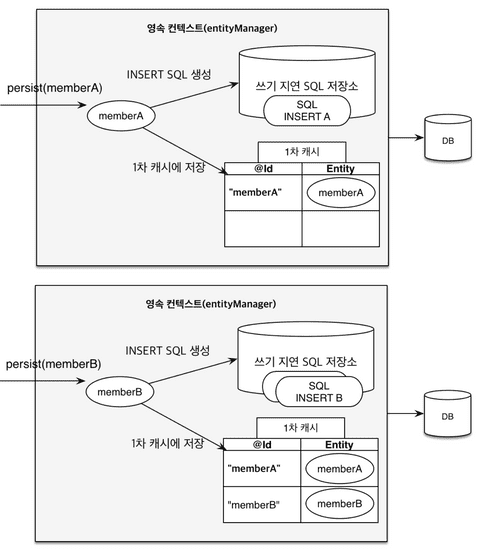 영속 컨텍스트(entityManager)
INSERT SQL 생성
persist(memberA)
쓰기 지연 SQL 저장소
memberA
SQL
INSERT A
DB
1차 캐시
1차 캐시에 저장
@Id Entity
"memberA" memberA
영속 컨텍스트(entityManager)
INSERT SQL 생성
persist(memberB)
쓰기 지연 SQL 저장소
memberB
SQL
INSERT B
DB
1차 캐시
1차 캐시에 저장
@Id Entity
"memberA" memberA
"memberB" memberB